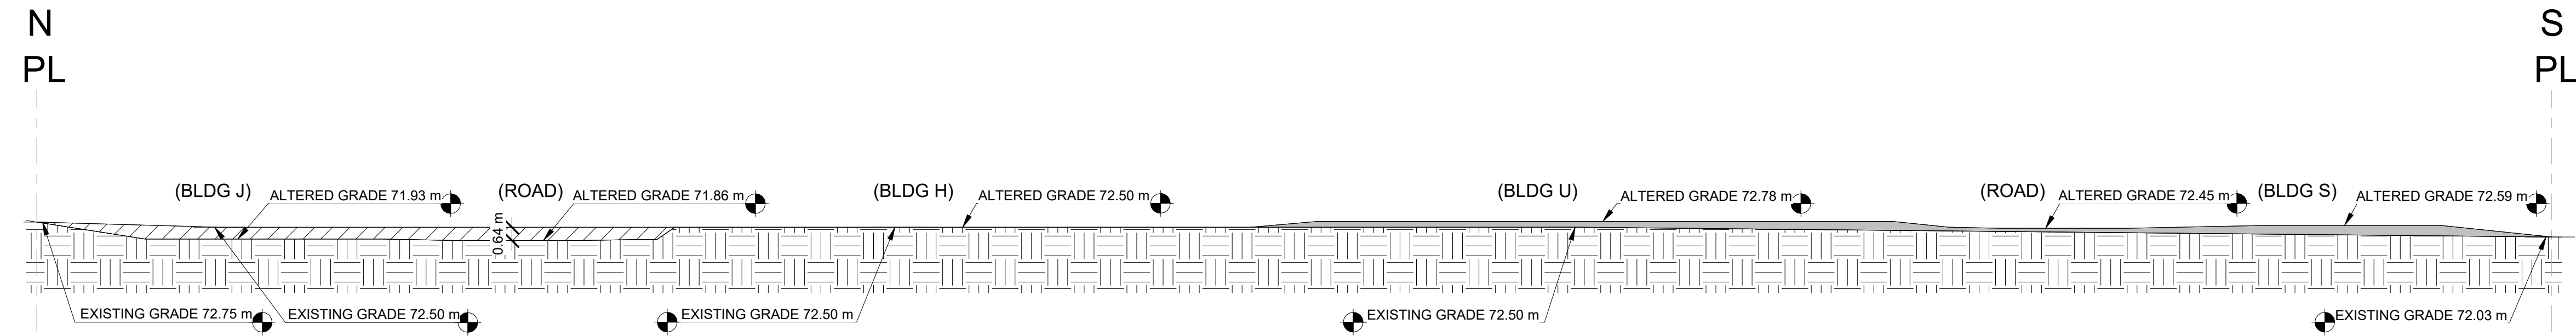 N
S
PL
PL
(BLDG J)
ALTERED GRADE 71.93 m
(ROAD)
ALTERED GRADE 71.86 m
(BLDG H)
ALTERED GRADE 72.50 m
(BLDG U)
ALTERED GRADE 72.78 m
(ROAD)
ALTERED GRADE 72.45 m
(BLDG S)
ALTERED GRADE 72.59 m
0.64 m
EXISTING GRADE 72.75 m
EXISTING GRADE 72.50 m
EXISTING GRADE 72.50 m
EXISTING GRADE 72.50 m
EXISTING GRADE 72.03 m